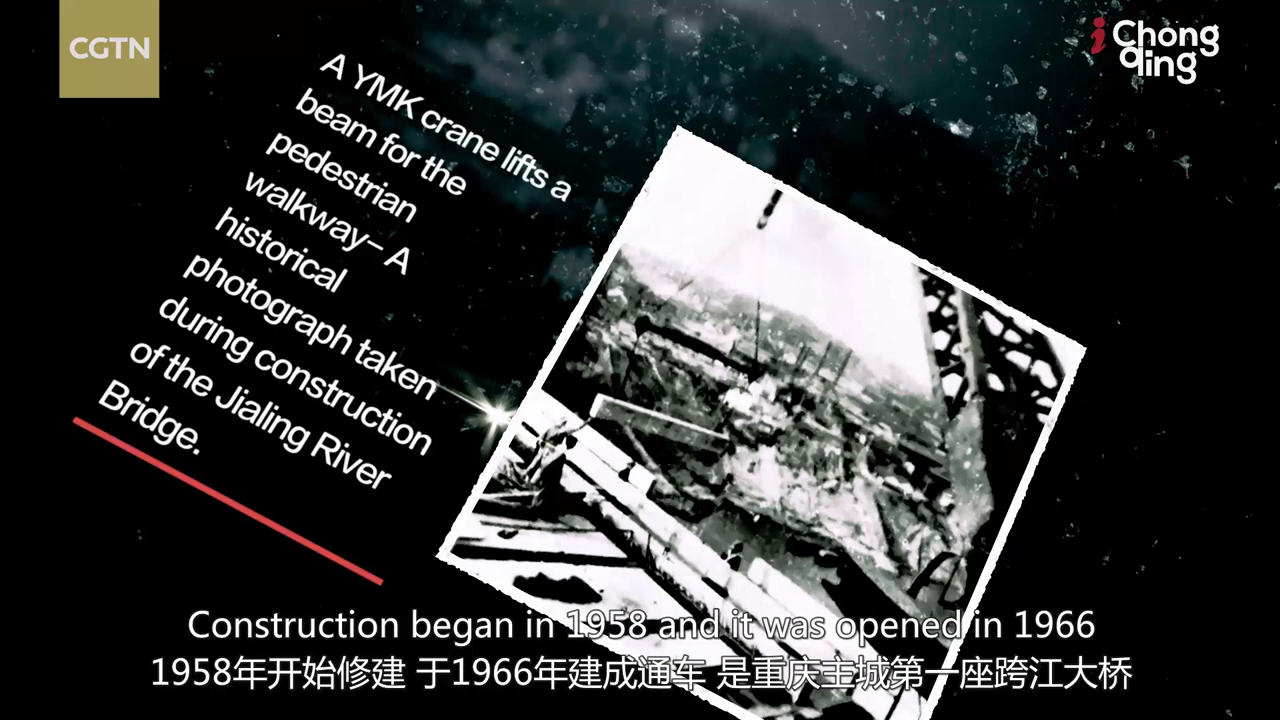 CGTN
i Chong
qing
A YMK crane lifts a
beam for the
pedestrian
walkway– A
historical
photograph taken
during construction
of the Jialing River
Bridge.
Construction began in 1958 and it was opened in 1966
1958年开始修建 于1966年建成通车 是重庆主城第一座跨江大桥